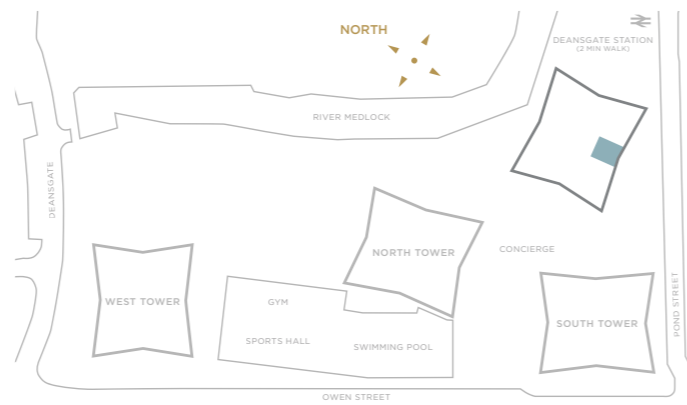 NORTH
DEANSGATE STATION
(2 MIN WALK)
RIVER MEDLOCK
DEANSGATE
NORTH TOWER
CONCIERGE
WEST TOWER
GYM
SPORTS HALL
SWIMMING POOL
SOUTH TOWER
POND STREET
OWEN STREET